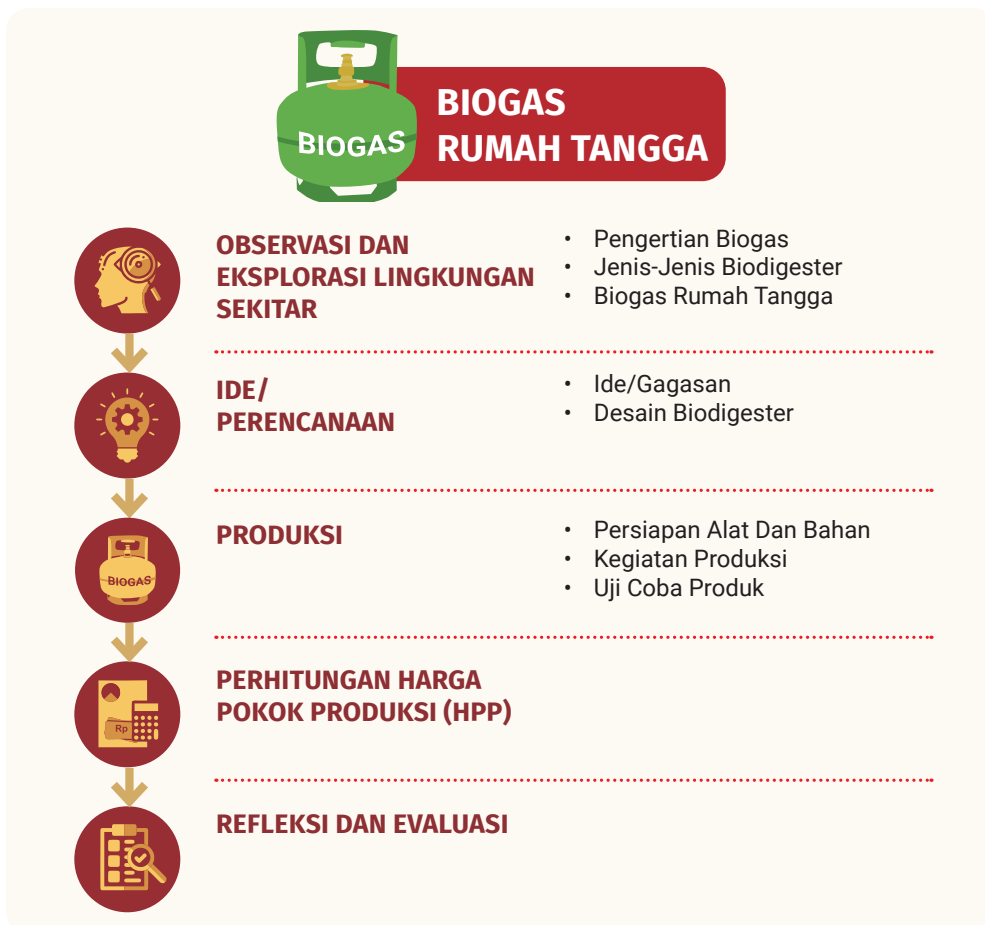 BIOGAS
BIOGAS
RUMAH TANGGA
OBSERVASI DAN
EKSPLORASI LINGKUNGAN
SEKITAR
• Pengertian Biogas
• Jenis-Jenis Biodigester
• Biogas Rumah Tangga
IDE/
PERENCANAAN
• Ide/Gagasan
• Desain Biodigester
BIOGAS
PRODUKSI
• Persiapan Alat Dan Bahan
• Kegiatan Produksi
• Uji Coba Produk
Rp
PERHITUNGAN HARGA
POKOK PRODUKSI (HPP)
REFLEKSI DAN EVALUASI